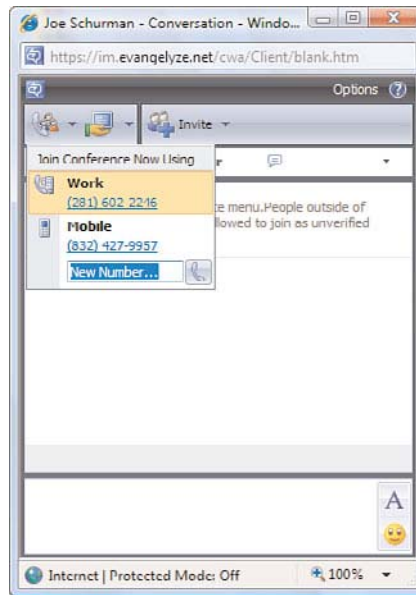 Joe Schurman - Conversation - Windo...
https://im.evangelyze.net/cwa/Client/blank.htm
Options
Invite
Join Conference Now Using
r
Work
(281) 602 2246
te menu.People outside of
Mobile
llowed to join as unverified
(832) 427-9957
New Number...
A
Internet | Protected Mode: Off
100%